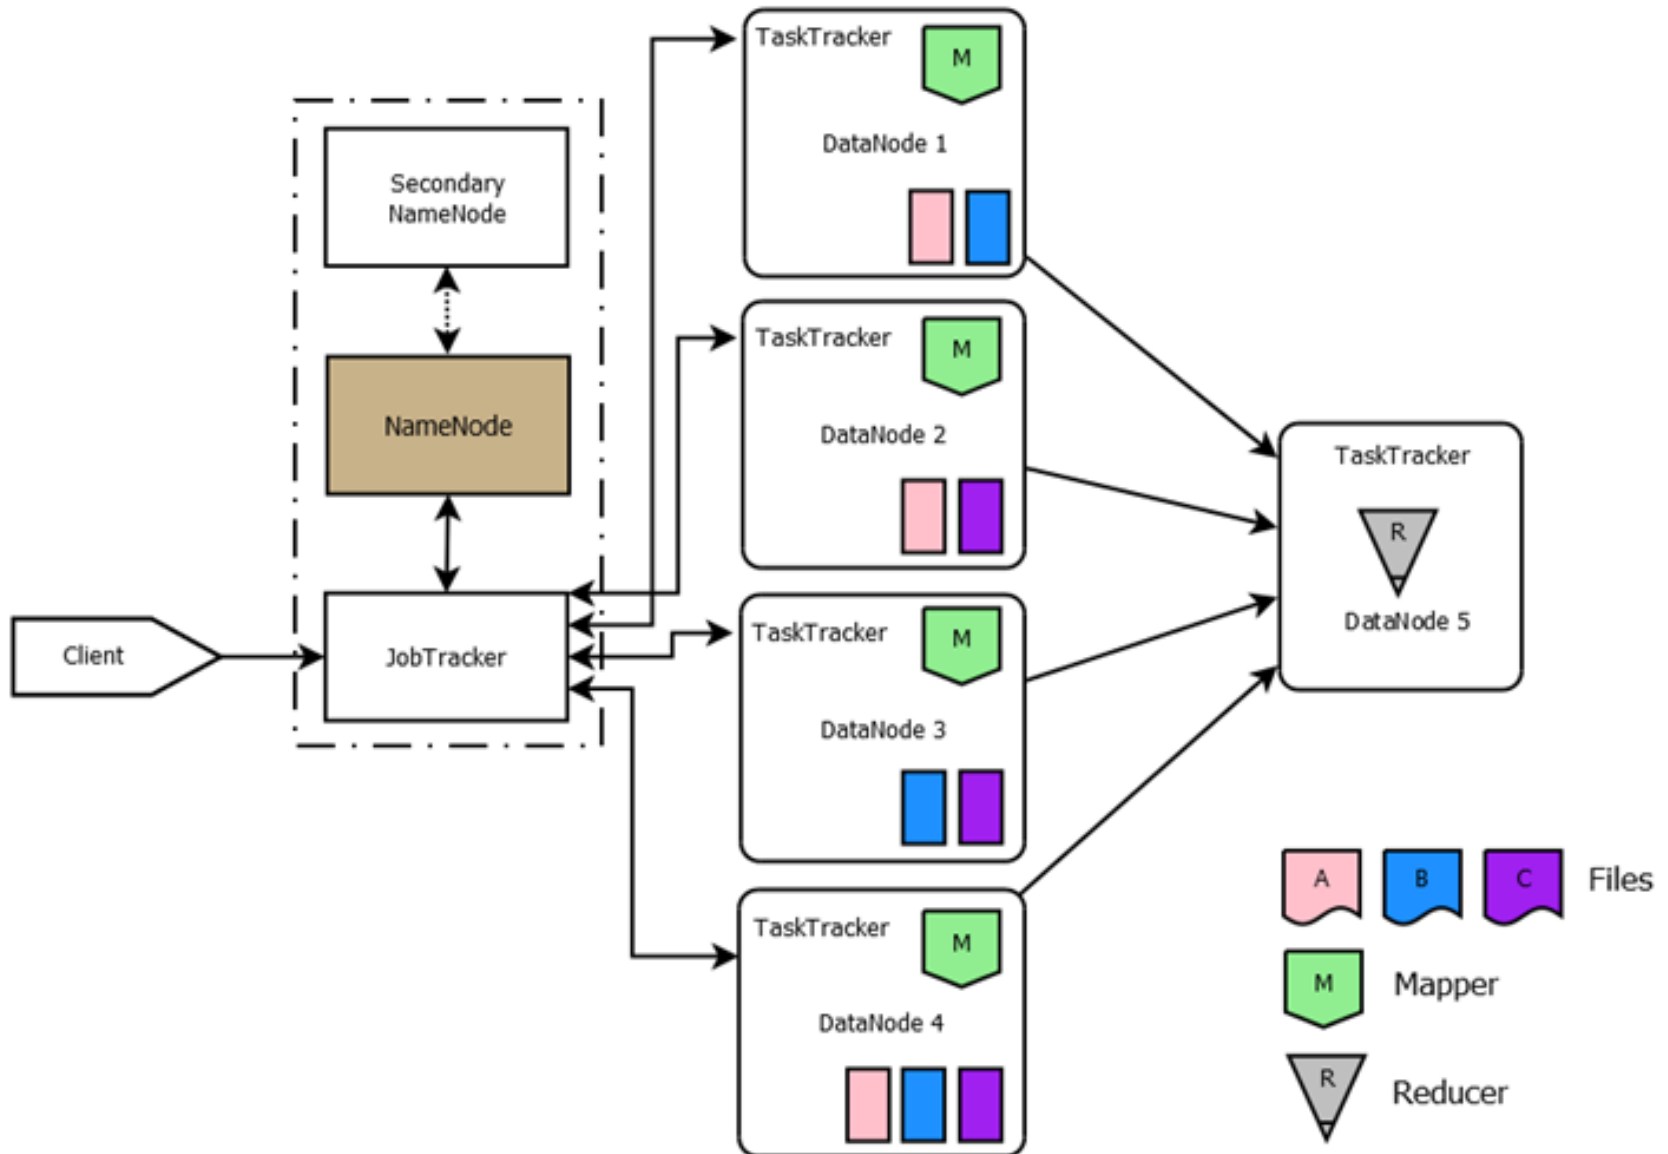 TaskTracker
M
DataNode 1
Secondary
NameNode
NameNode
Client
JobTracker
TaskTracker
M
DataNode 2
TaskTracker
M
DataNode 3
TaskTracker
M
DataNode 4
TaskTracker
R
DataNode 5
A B C Files
M Mapper
R Reducer